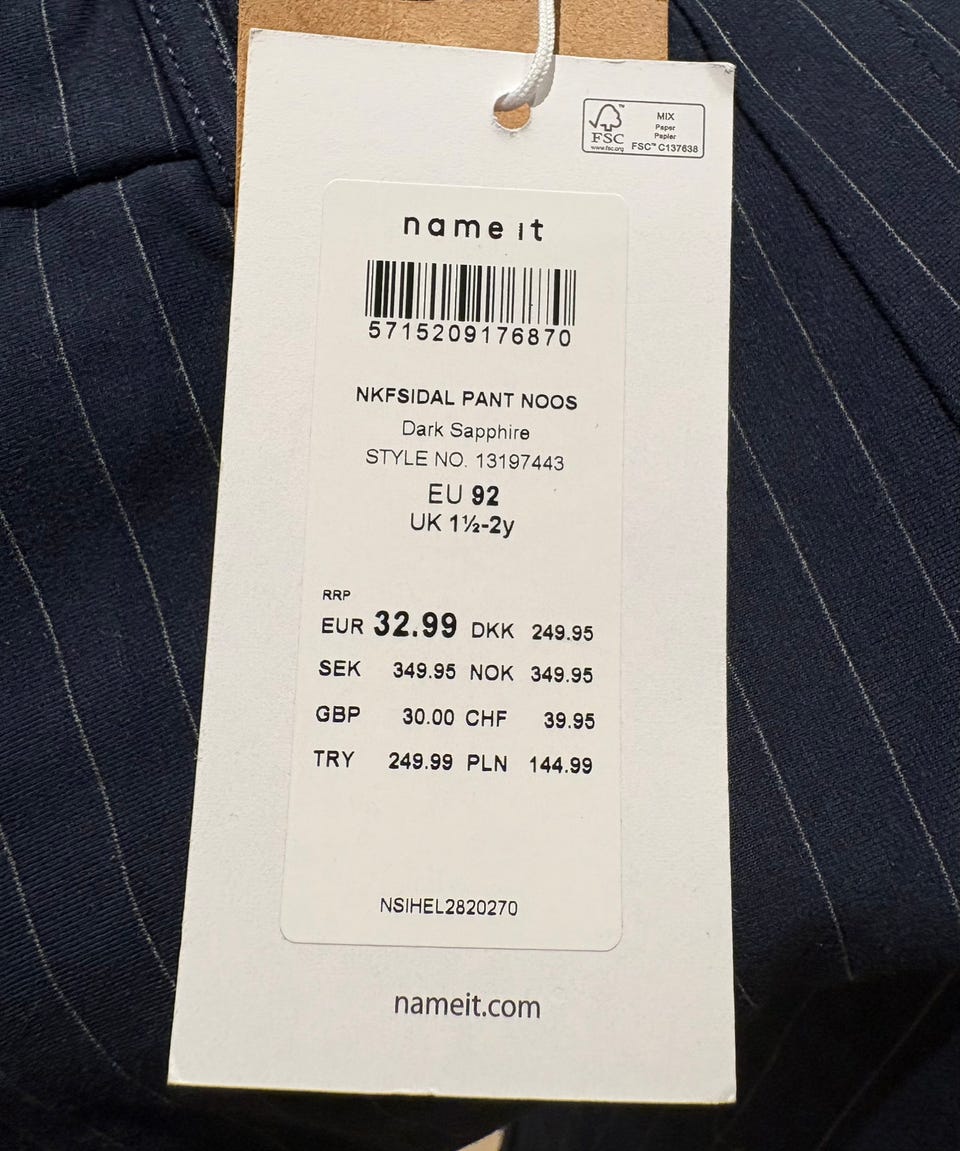 FSC™
www.fsc.org
MIX
Paper
Papier
FSC™ C137638
name it
5715209176870
NKFSIDAL PANT NOOS
Dark Sapphire
STYLE NO. 13197443
EU 92
UK 1½-2y
RRP
EUR 32.99 DKK 249.95
SEK 349.95 NOK 349.95
GBP 30.00 CHF 39.95
TRY 249.99 PLN 144.99
NSIHEL2820270
nameit.com